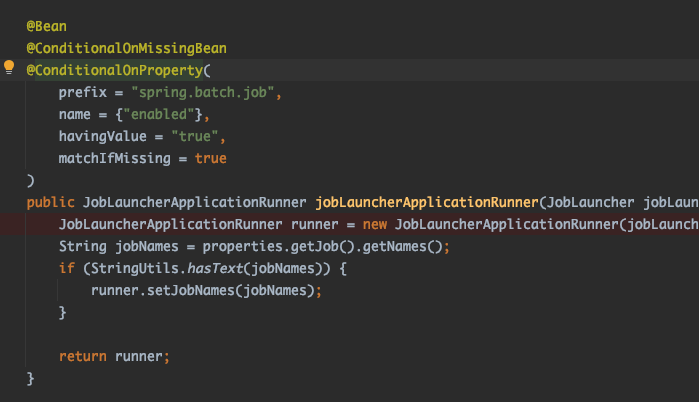 @Bean
@ConditionalOnMissingBean
@ConditionalOnProperty(
    prefix = "spring.batch.job",
    name = {"enabled"},
    havingValue = "true",
    matchIfMissing = true
)
public JobLauncherApplicationRunner jobLauncherApplicationRunner(JobLauncher jobLaun
    JobLauncherApplicationRunner runner = new JobLauncherApplicationRunner(jobLaunch
    String jobNames = properties.getJob().getNames();
    if (StringUtils.hasText(jobNames)) {
        runner.setJobNames(jobNames);
    }
    return runner;
}